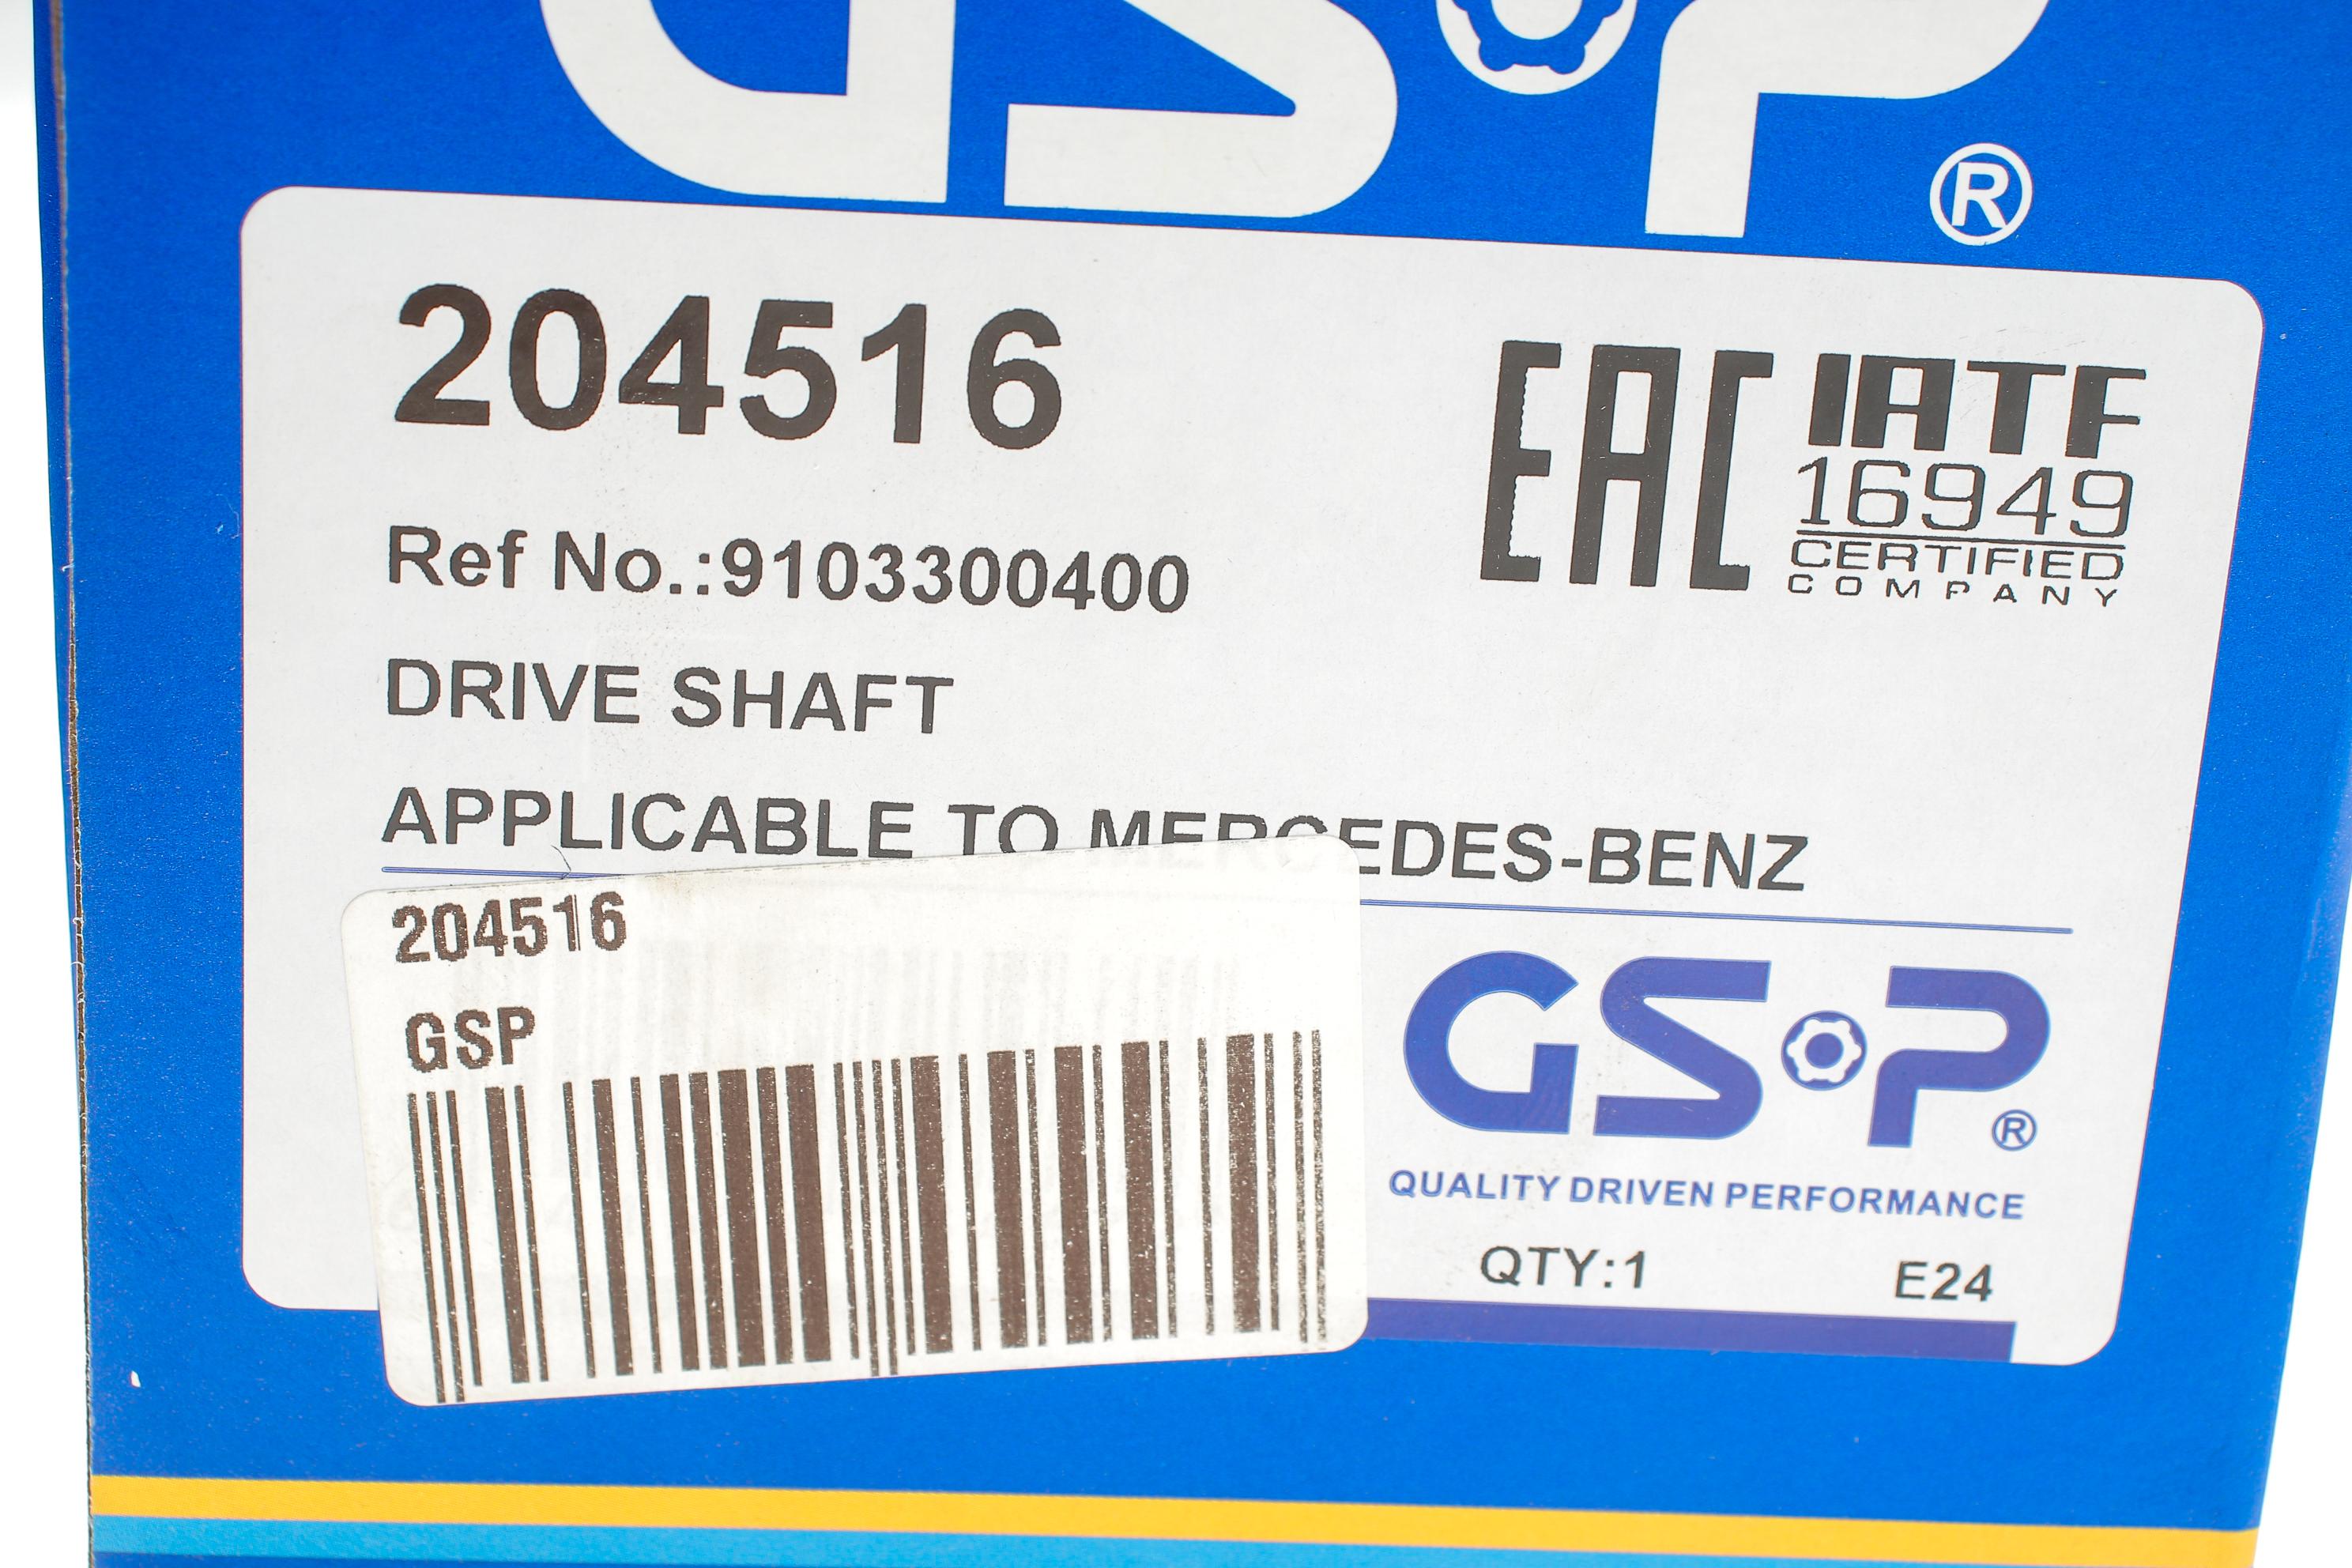 GSP®
204516
EAC
IATF
16949
CERTIFIED
COMPANY
Ref No.:9103300400
DRIVE SHAFT
APPLICABLE TO MERCEDES-BENZ
204516
GSP
GSP®
QUALITY DRIVEN PERFORMANCE
QTY:1 E24